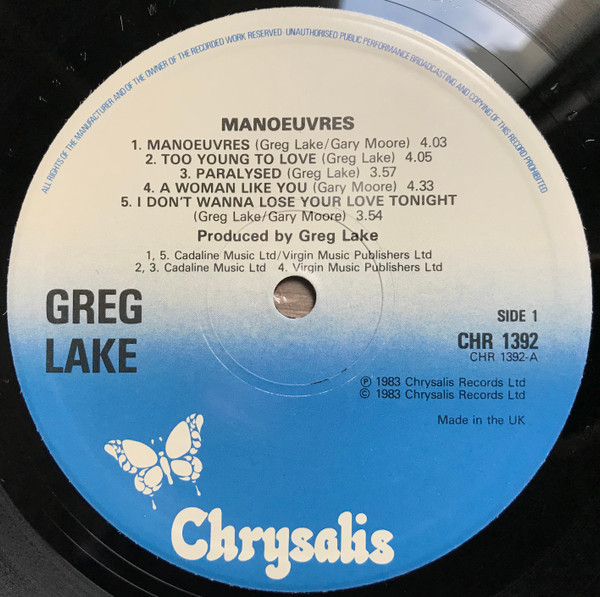 ALL RIGHTS OF THE MANUFACTURER AND OF THE OWNER OF THE RECORDED WORK RESERVED · UNAUTHORISED PUBLIC PERFORMANCE BROADCASTING AND COPYING OF THIS RECORD PROHIBITED
MANOEUVRES
1. MANOEUVRES (Greg Lake/Gary Moore) 4.03
2. TOO YOUNG TO LOVE (Greg Lake) 4.05
3. PARALYSED (Greg Lake) 3.57
4. A WOMAN LIKE YOU (Gary Moore) 4.33
5. I DON'T WANNA LOSE YOUR LOVE TONIGHT
(Greg Lake/Gary Moore) 3.54
Produced by Greg Lake
1, 5. Cadaline Music Ltd/Virgin Music Publishers Ltd
2, 3. Cadaline Music Ltd 4. Virgin Music Publishers Ltd
GREG
LAKE
SIDE 1
CHR 1392
CHR 1392-A
℗ 1983 Chrysalis Records Ltd
© 1983 Chrysalis Records Ltd
Made in the UK
Chrysalis